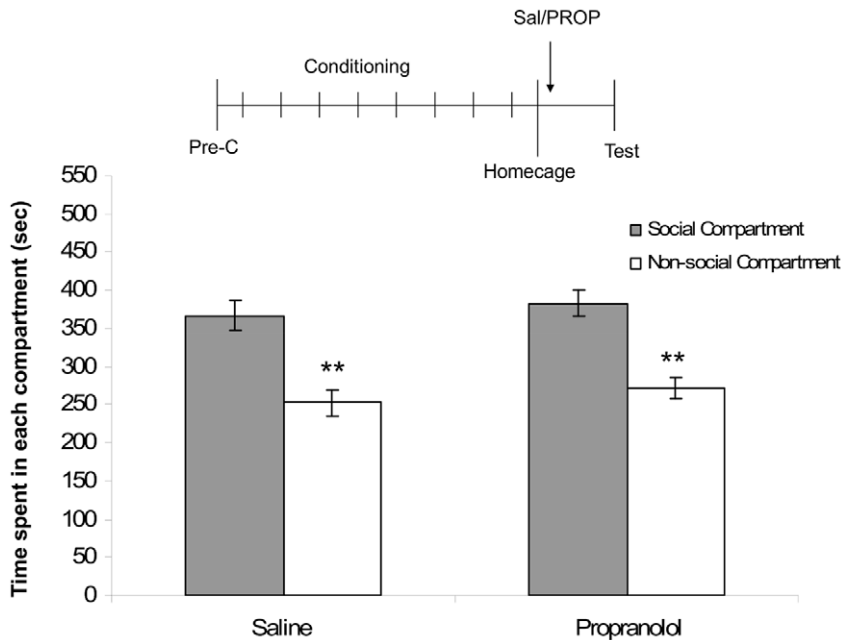 Sal/PROP
Conditioning
Pre-C
Homecage
Test
Time spent in each compartment (sec)
550
500
450
400
350
300
250
200
150
100
50
0
Social Compartment
Non-social Compartment
**
**
Saline
Propranolol